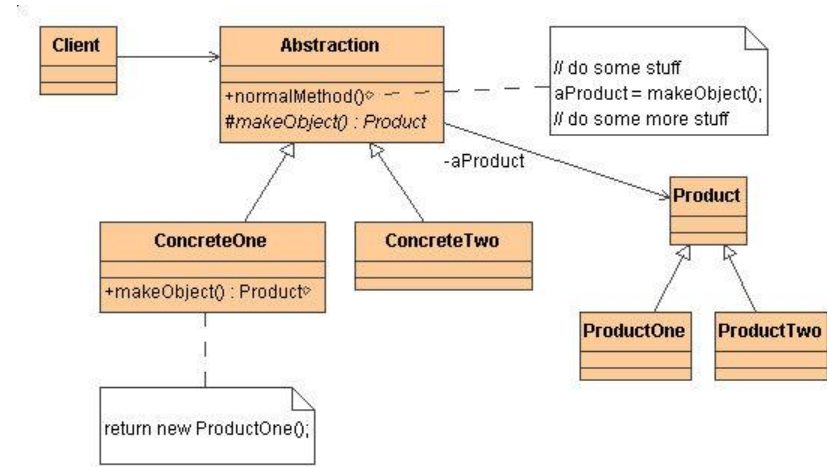 Client
Abstraction
+normalMethod()
#makeObject() : Product
// do some stuff
aProduct = makeObject();
// do some more stuff
-aProduct
Product
ConcreteOne
+makeObject() : Product
ConcreteTwo
ProductOne
ProductTwo
return new ProductOne();